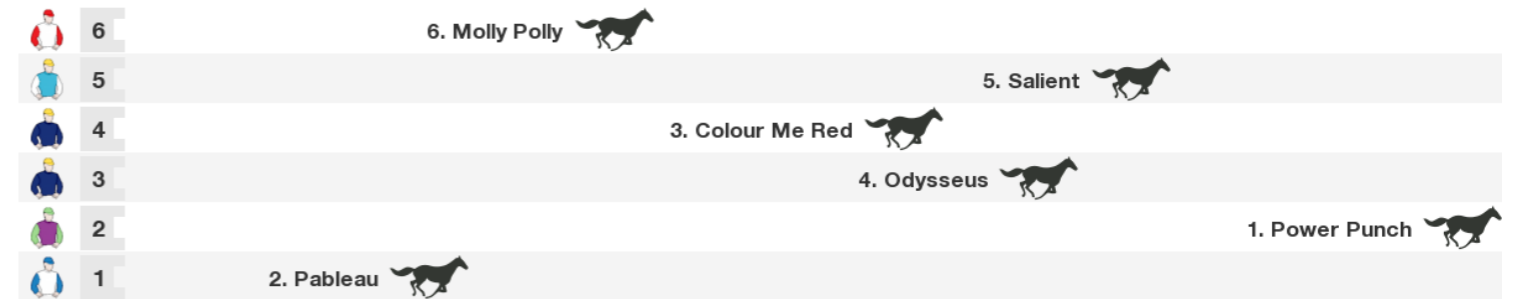 6 6. Molly Polly
5 5. Salient
4 3. Colour Me Red
3 4. Odysseus
2 1. Power Punch
1 2. Pableau